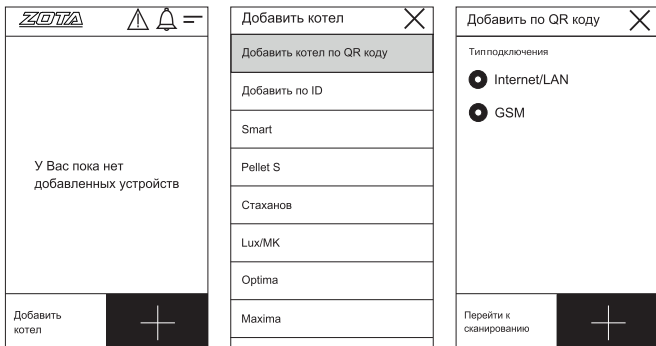 ZOTA
У Вас пока нет
добавленных устройств
Добавить
котел
Добавить котел
Добавить котел по QR коду
Добавить по ID
Smart
Pellet S
Стаханов
Lux/MK
Optima
Maxima
Добавить по QR коду
Тип подключения
Internet/LAN
GSM
Перейти к
сканированию